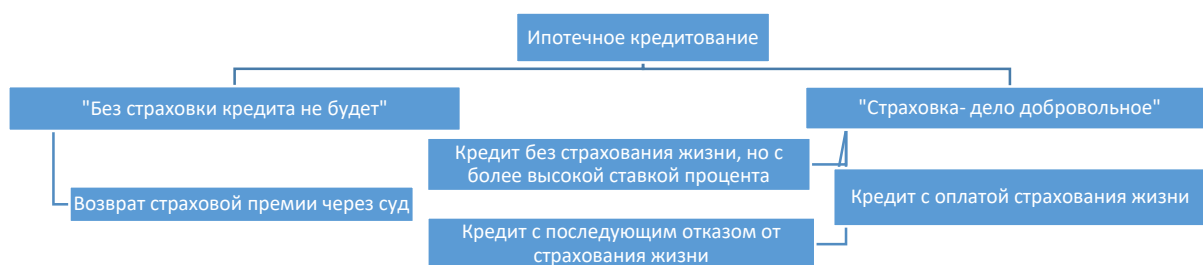 Ипотечное кредитование
"Без страховки кредита не будет"
"Страховка- дело добровольное"
Кредит без страхования жизни, но с
более высокой ставкой процента
Возврат страховой премии через суд
Кредит с оплатой страхования жизни
Кредит с последующим отказом от
страхования жизни